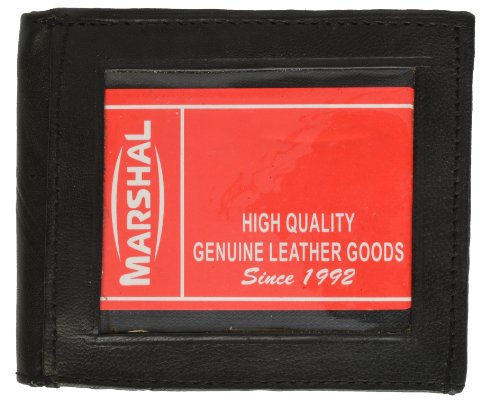 MARSHAL
HIGH QUALITY
GENUINE LEATHER GOODS
Since 1992